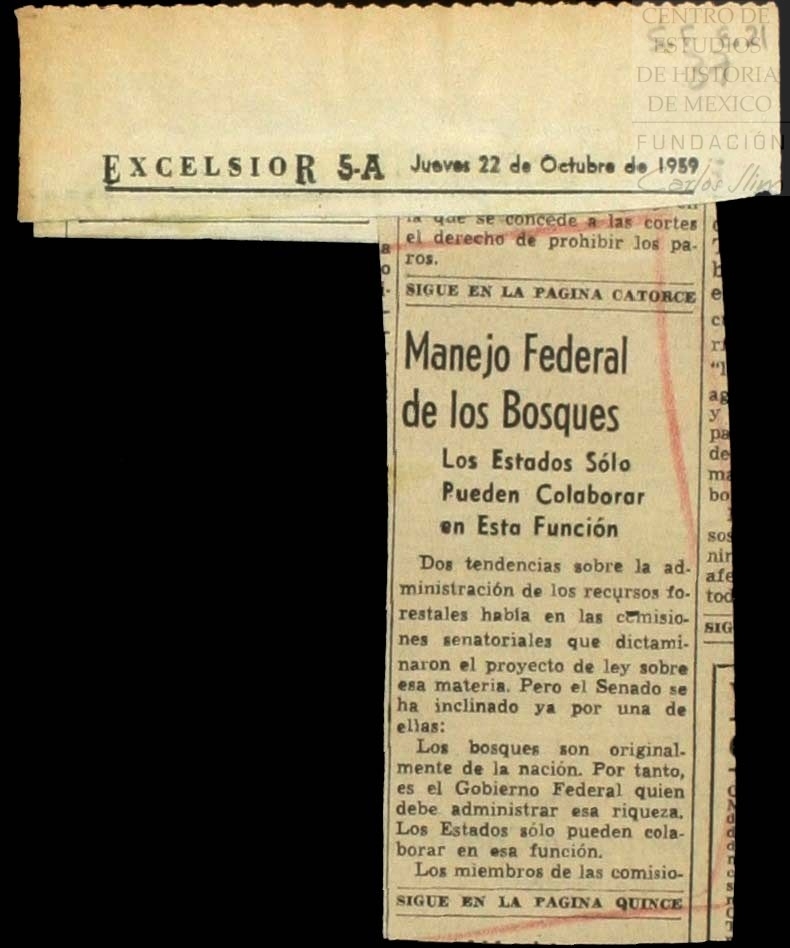 CENTRO DE
ESTUDIOS
DE HISTORIA
DE MEXICO
FUNDACIÓN
Carlos Slim
EXCELSIOR 5-A Jueves 22 de Octubre de 1959
la que se concede a las cortes
el derecho de prohibir los pa-
ros.
SIGUE EN LA PAGINA CATORCE
Manejo Federal
de los Bosques
Los Estados Sólo
Pueden Colaborar
en Esta Función
Dos tendencias sobre la ad-
ministración de los recursos fo-
restales había en las comisio-
nes senatoriales que dictami-
naron el proyecto de ley sobre
esa materia. Pero el Senado se
ha inclinado ya por una de
ellas:
Los bosques son original-
mente de la nación. Por tanto,
es el Gobierno Federal quien
debe administrar esa riqueza.
Los Estados sólo pueden cola-
borar en esa función.
Los miembros de las comisio-
SIGUE EN LA PAGINA QUINCE